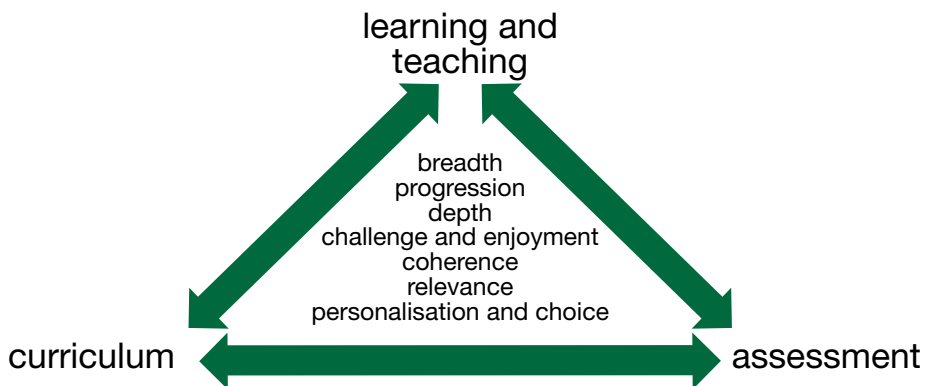 learning and
teaching
breadth
progression
depth
challenge and enjoyment
coherence
relevance
personalisation and choice
curriculum
assessment